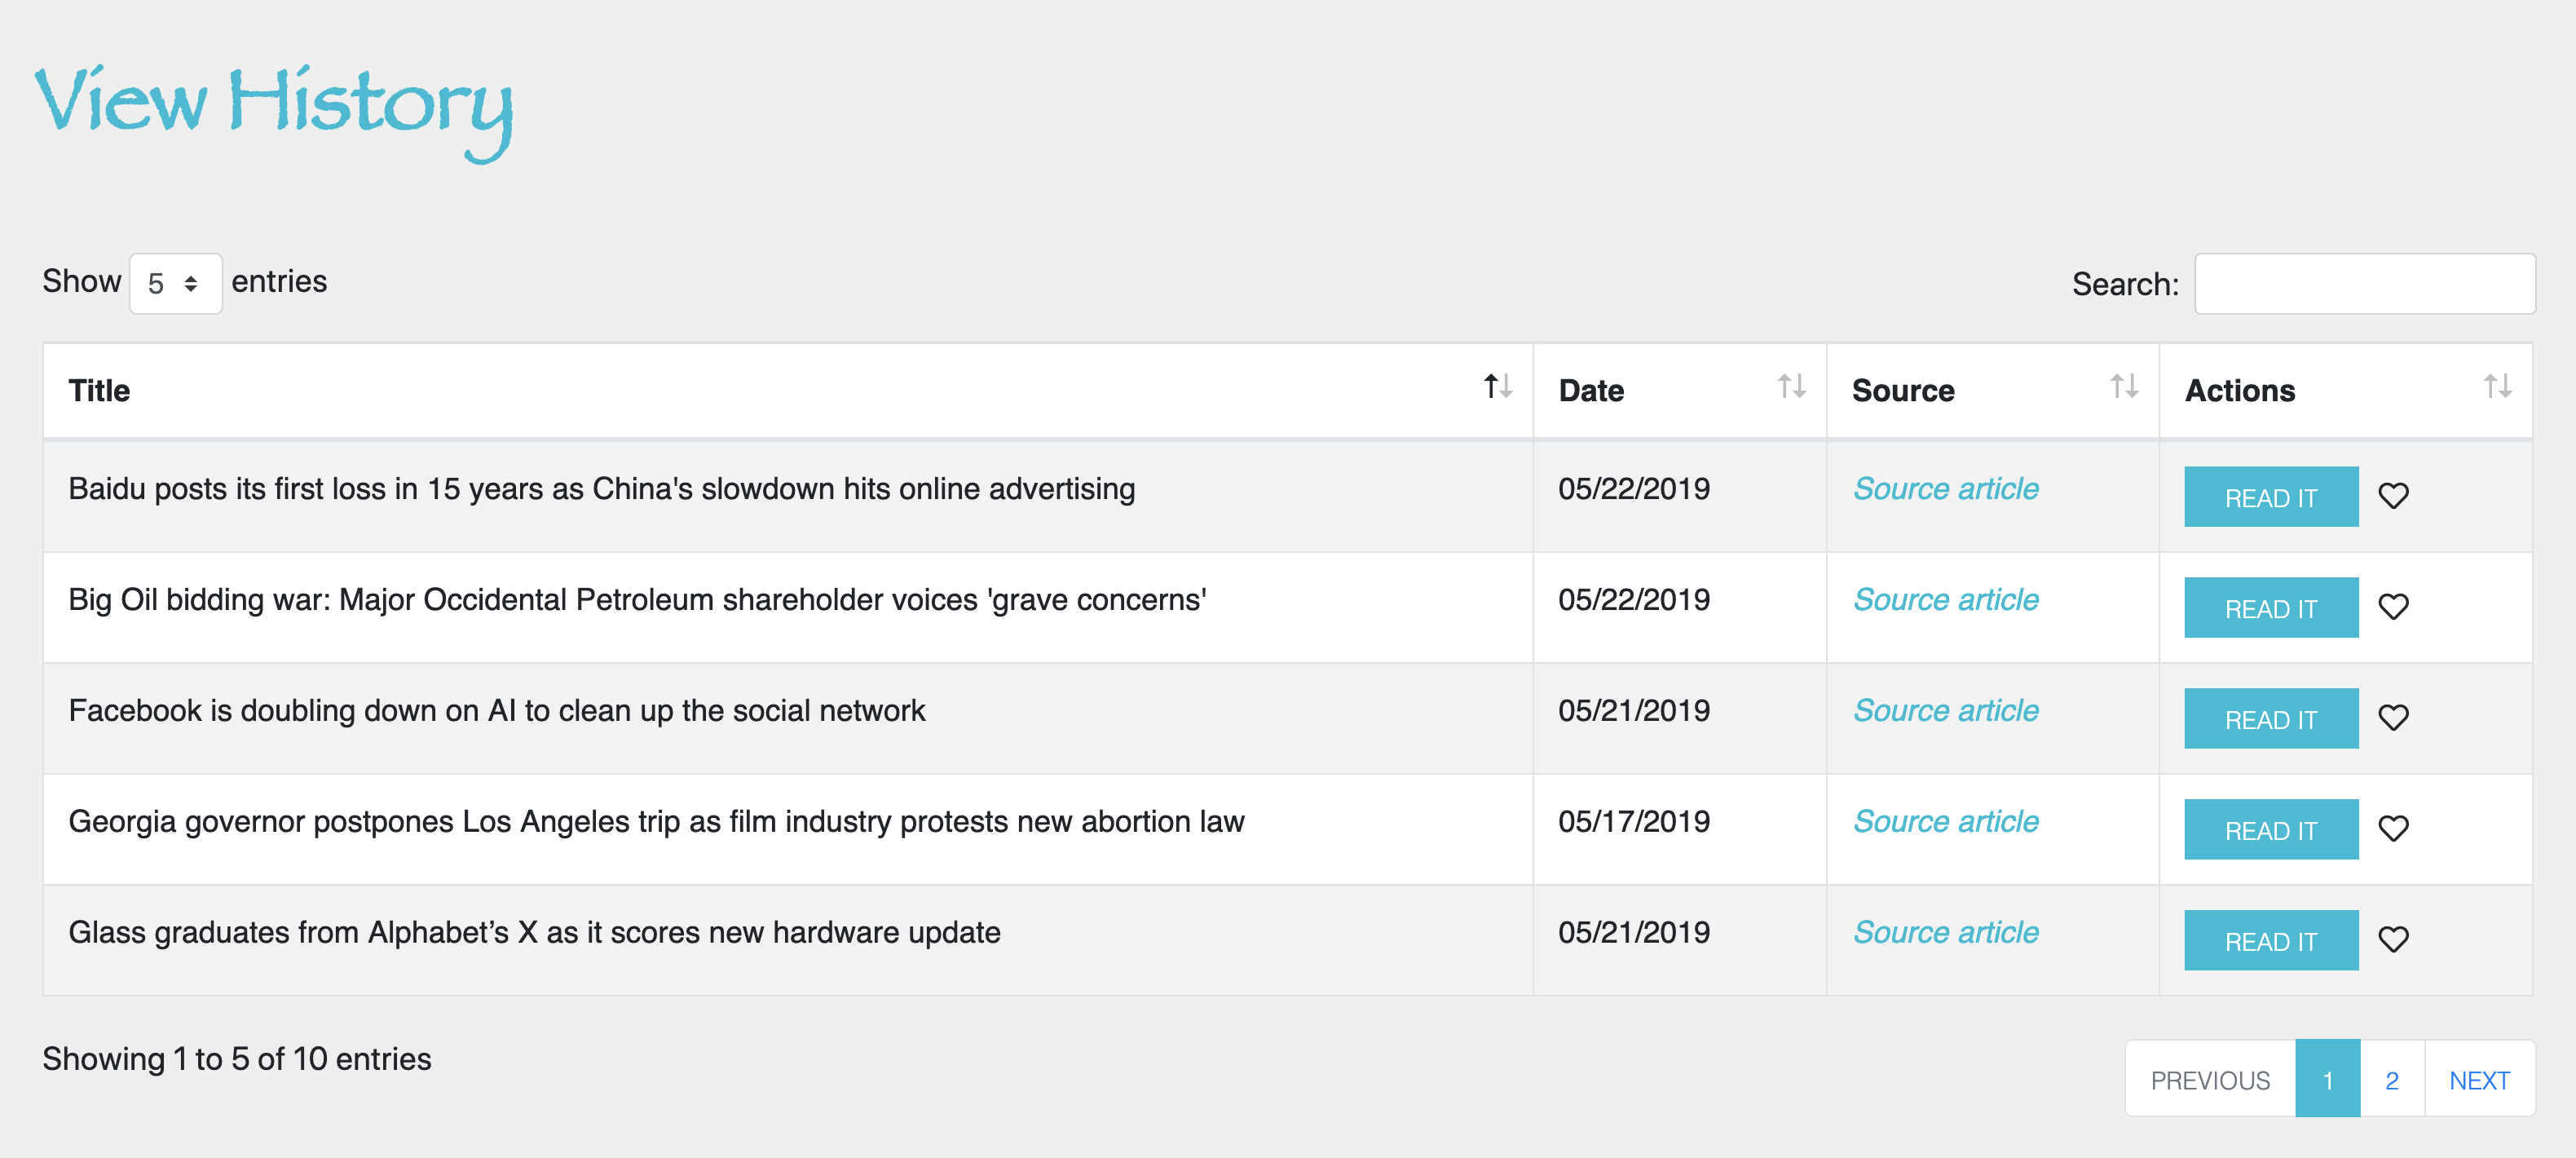 View History
Show 5 entries
Search:
Title Date Source Actions
Baidu posts its first loss in 15 years as China's slowdown hits online advertising 05/22/2019 Source article READ IT
Big Oil bidding war: Major Occidental Petroleum shareholder voices 'grave concerns' 05/22/2019 Source article READ IT
Facebook is doubling down on AI to clean up the social network 05/21/2019 Source article READ IT
Georgia governor postpones Los Angeles trip as film industry protests new abortion law 05/17/2019 Source article READ IT
Glass graduates from Alphabet’s X as it scores new hardware update 05/21/2019 Source article READ IT
Showing 1 to 5 of 10 entries
PREVIOUS 1 2 NEXT